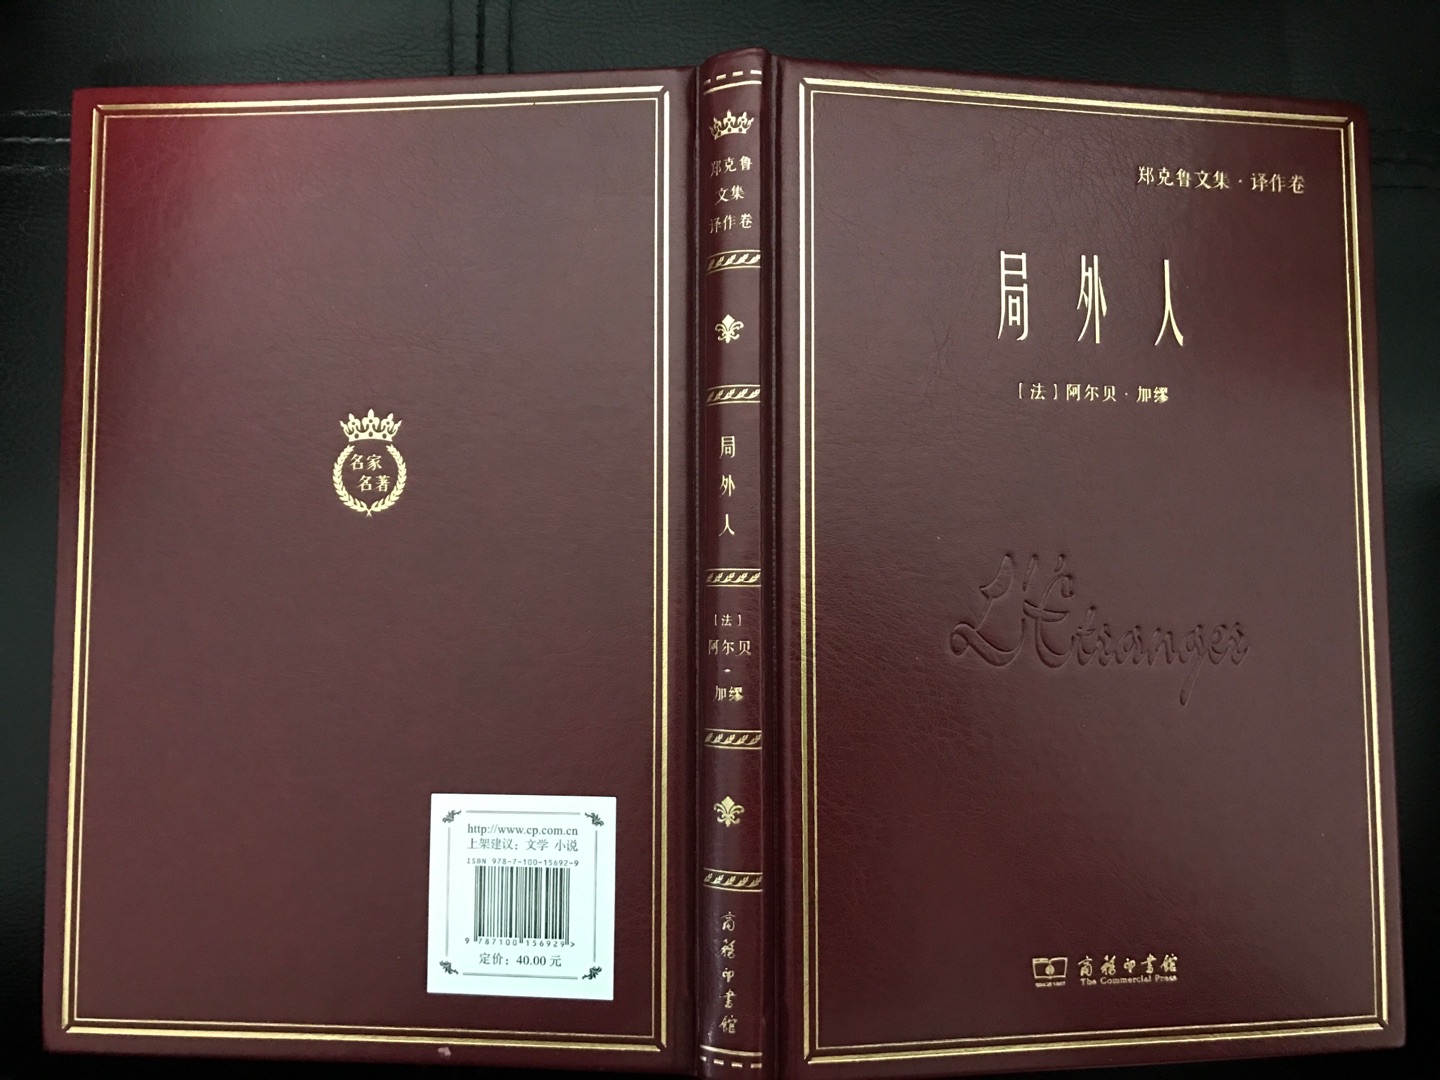 名家
名著
http://www.cp.com.cn
上架建议：文学 小说
ISBN 978-7-100-15692-9
9 787100 156929 >
定价：40.00 元
郑克鲁
文集
译作卷
局
外
人
［法］
阿尔贝
·
加缪
商
务
印
书
馆
郑克鲁文集·译作卷
局外人
［法］阿尔贝·加缪
L'Étranger
商务印书馆
SINCE 1897
The Commercial Press